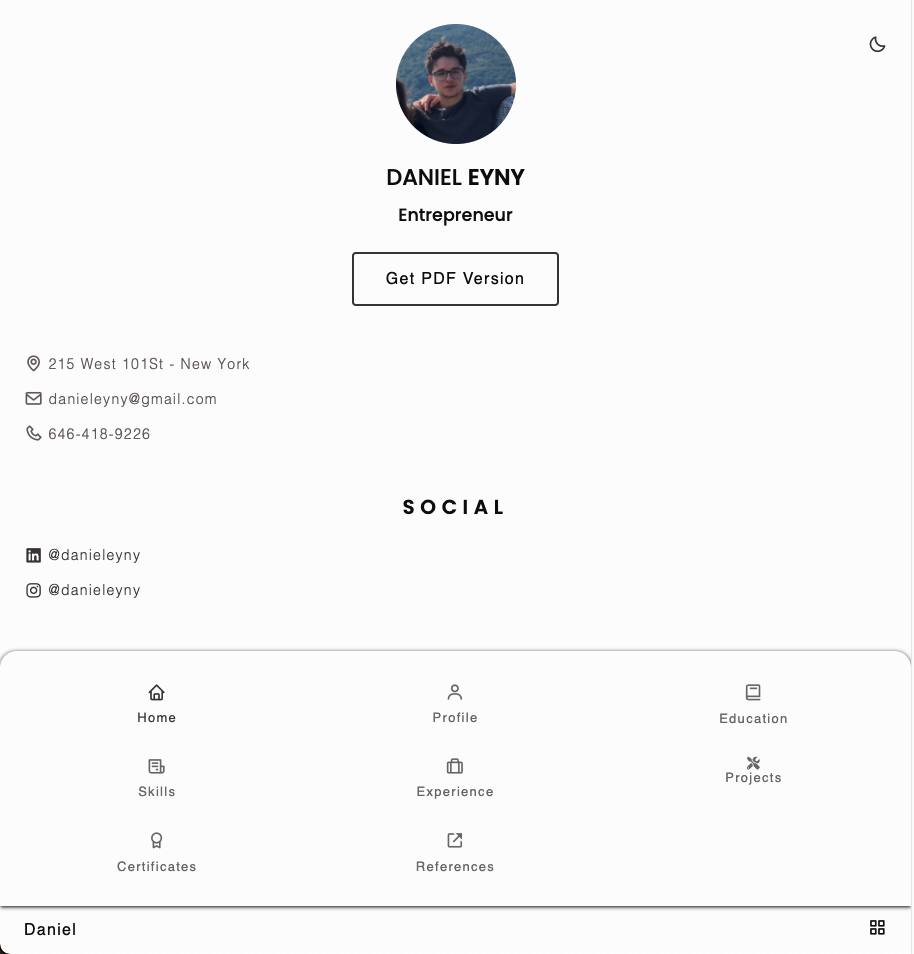 DANIEL EYNY
Entrepreneur
Get PDF Version
215 West 101St - New York
danieleyny@gmail.com
646-418-9226
SOCIAL
@danieleyny
@danieleyny
Home
Profile
Education
Skills
Experience
Projects
Certificates
References
Daniel